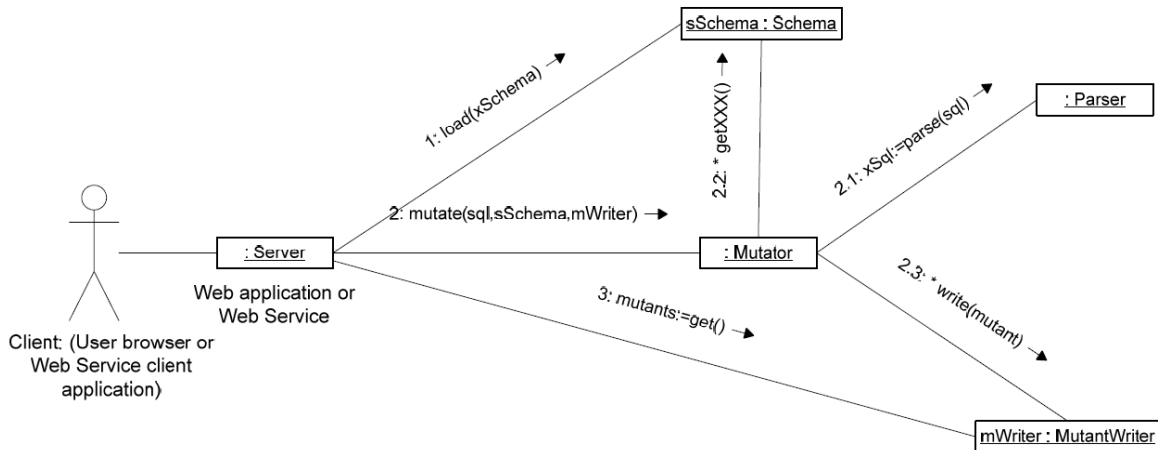 sSchema : Schema
1: load(xSchema)
2.2: * getXXX()
: Parser
2.1: xSql:=parse(sql)
2: mutate(sql,sSchema,mWriter)
: Server
: Mutator
Web application or
Web Service
3: mutants:=get()
2.3: * write(mutant)
Client: (User browser or
Web Service client
application)
mWriter : MutantWriter